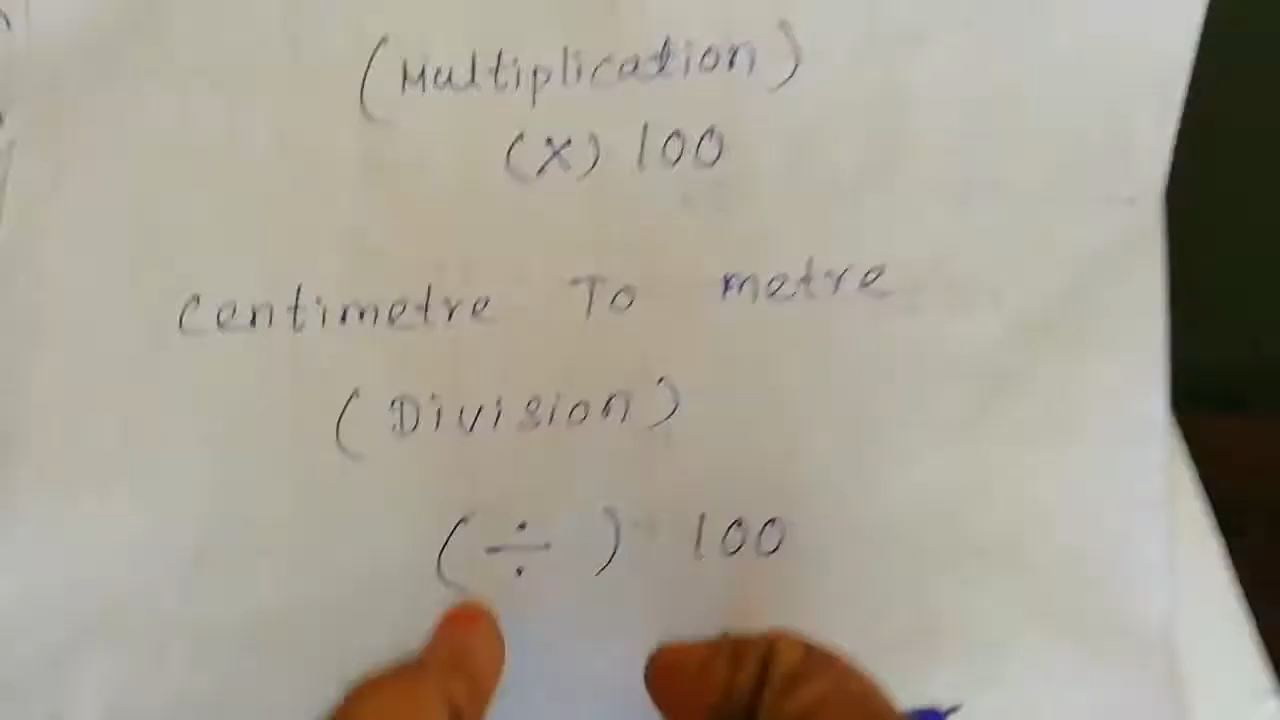 (Multiplication)
(x) 100
Centimetre To metre
(Division)
(÷) 100